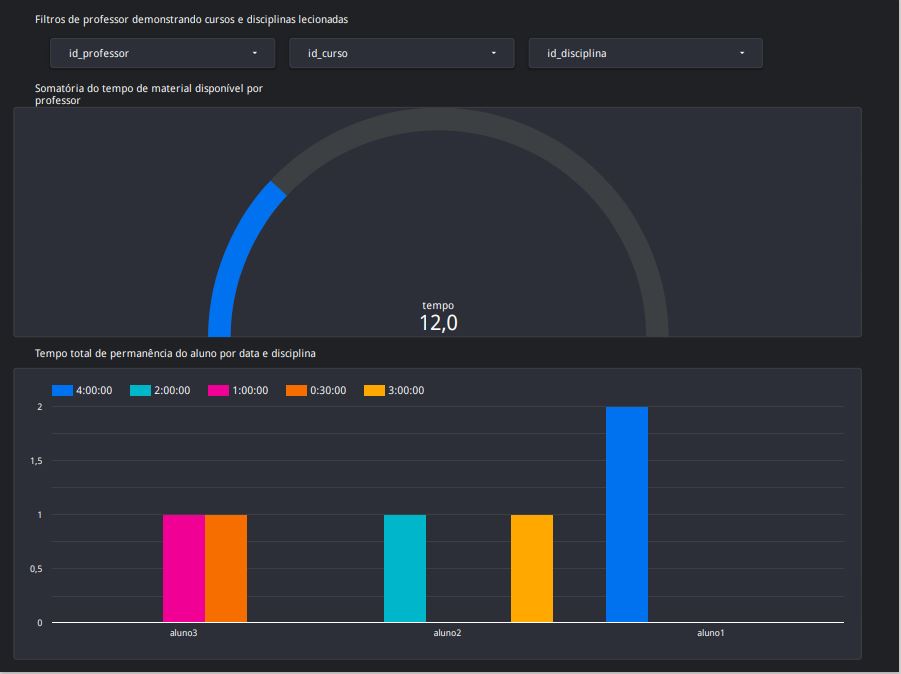 Filtros de professor demonstrando cursos e disciplinas lecionadas
id_professor id_curso id_disciplina
Somatória do tempo de material disponível por
professor
tempo
12,0
Tempo total de permanência do aluno por data e disciplina
4:00:00 2:00:00 1:00:00 0:30:00 3:00:00
2
1,5
1
0,5
0
aluno3 aluno2 aluno1